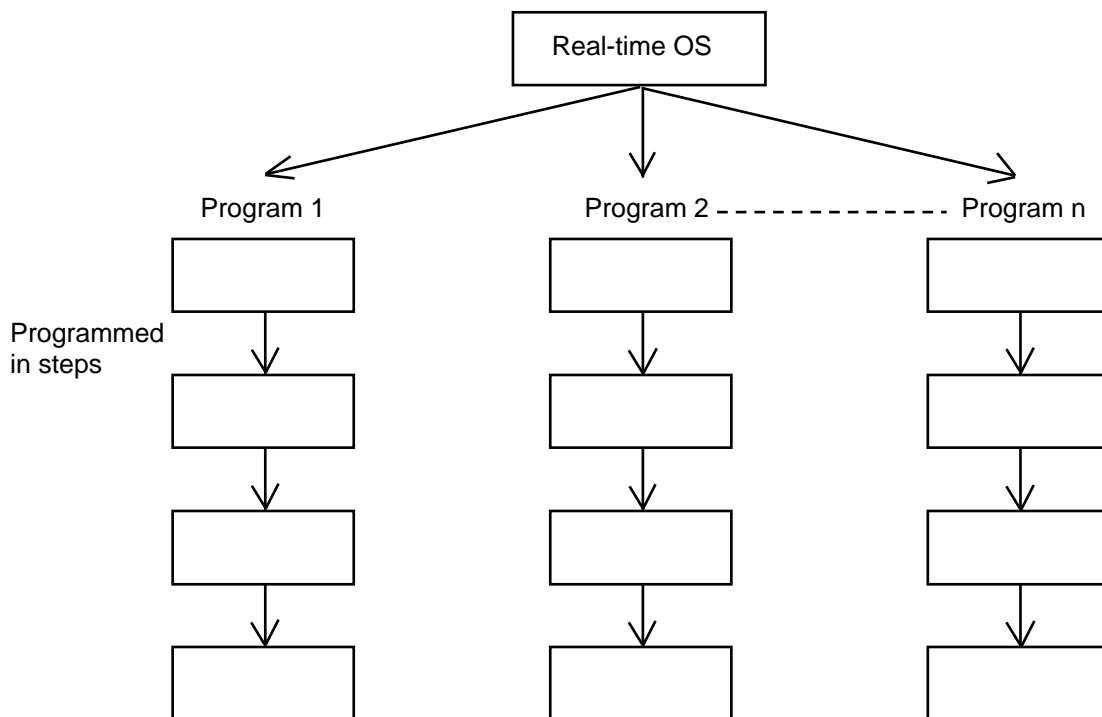 Real-time OS
Program 1
Program 2
Program n
Programmed
in steps